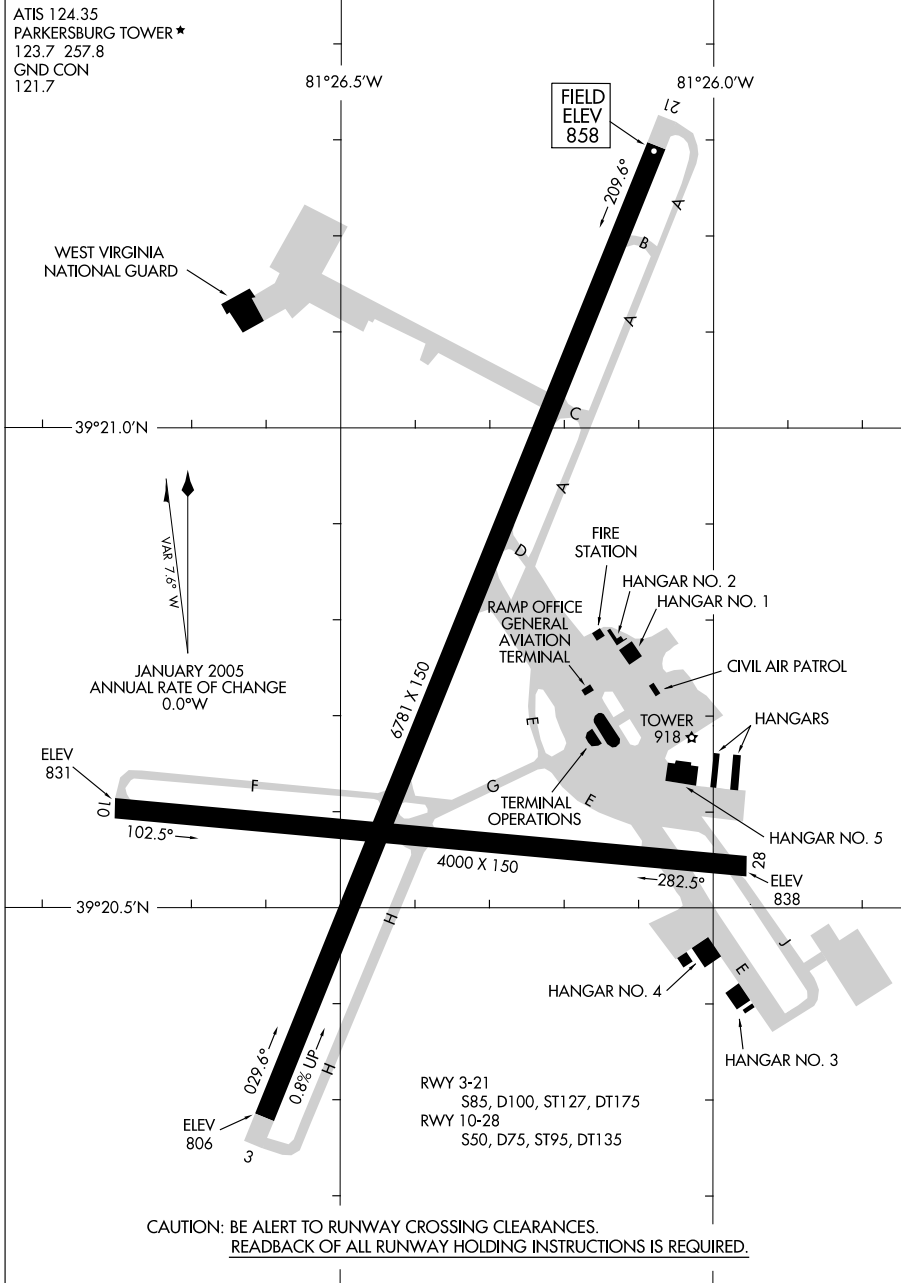 ATIS 124.35
PARKERSBURG TOWER★
123.7 257.8
GND CON
121.7
81°26.5'W
81°26.0'W
FIELD
ELEV
858
21
209.6°
A
B
A
WEST VIRGINIA
NATIONAL GUARD
C
39°21.0'N
A
VAR 7.6° W
JANUARY 2005
ANNUAL RATE OF CHANGE
0.0°W
D
FIRE
STATION
HANGAR NO. 2
HANGAR NO. 1
RAMP OFFICE
GENERAL
AVIATION
TERMINAL
CIVIL AIR PATROL
6781 X 150
E
TOWER
918
HANGARS
ELEV
831
10
F
G
E
TERMINAL
OPERATIONS
102.5°
4000 X 150
HANGAR NO. 5
28
282.5°
ELEV
838
39°20.5'N
H
J
E
HANGAR NO. 4
HANGAR NO. 3
029.6°
0.8% UP
H
RWY 3-21
S85, D100, ST127, DT175
RWY 10-28
S50, D75, ST95, DT135
ELEV
806
3
CAUTION: BE ALERT TO RUNWAY CROSSING CLEARANCES.
READBACK OF ALL RUNWAY HOLDING INSTRUCTIONS IS REQUIRED.